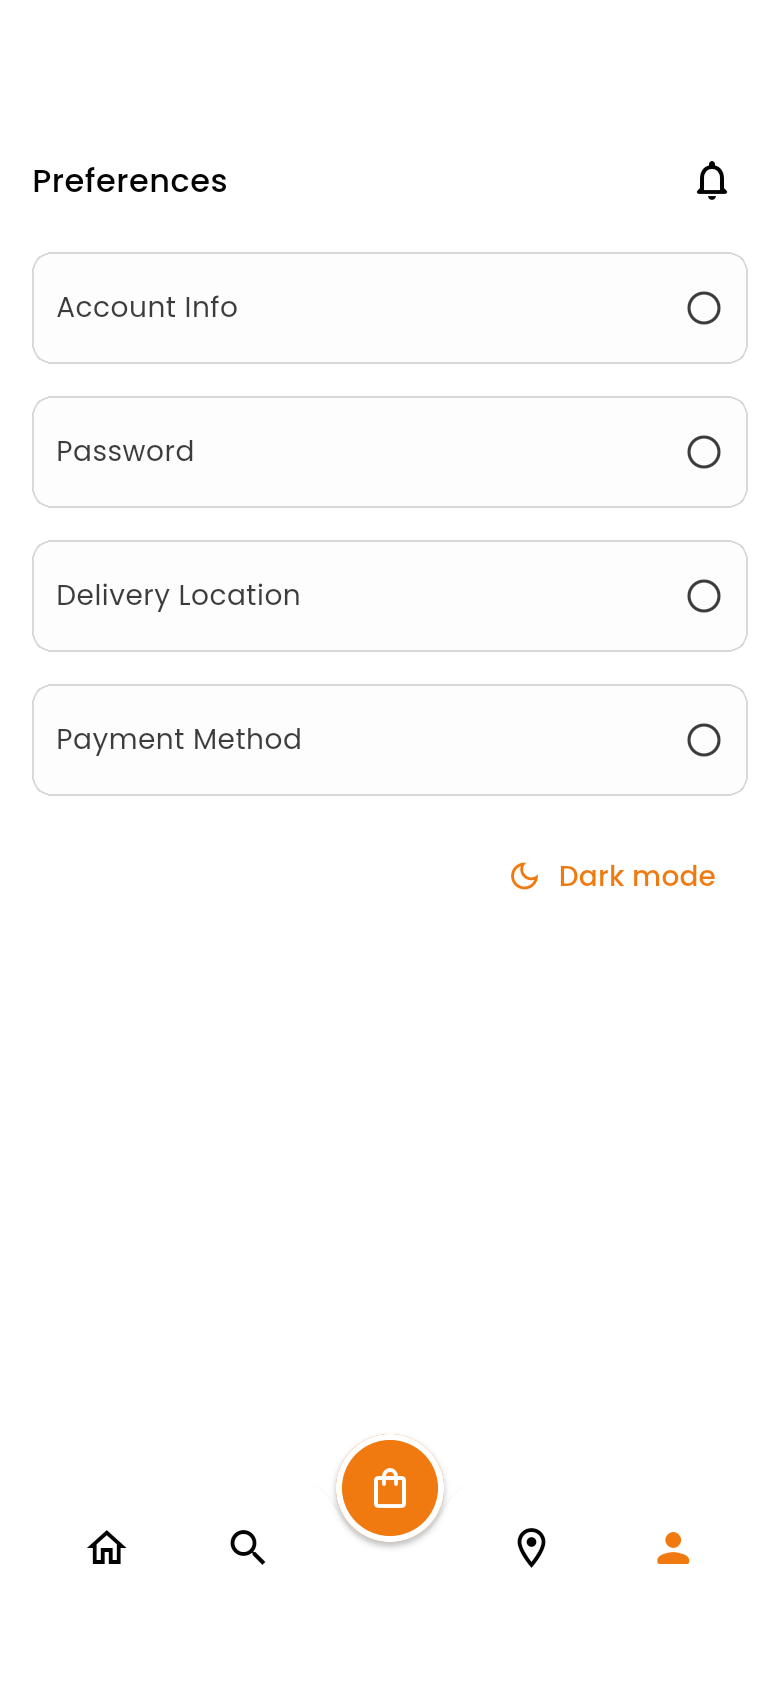 Preferences
Account Info
Password
Delivery Location
Payment Method
Dark mode